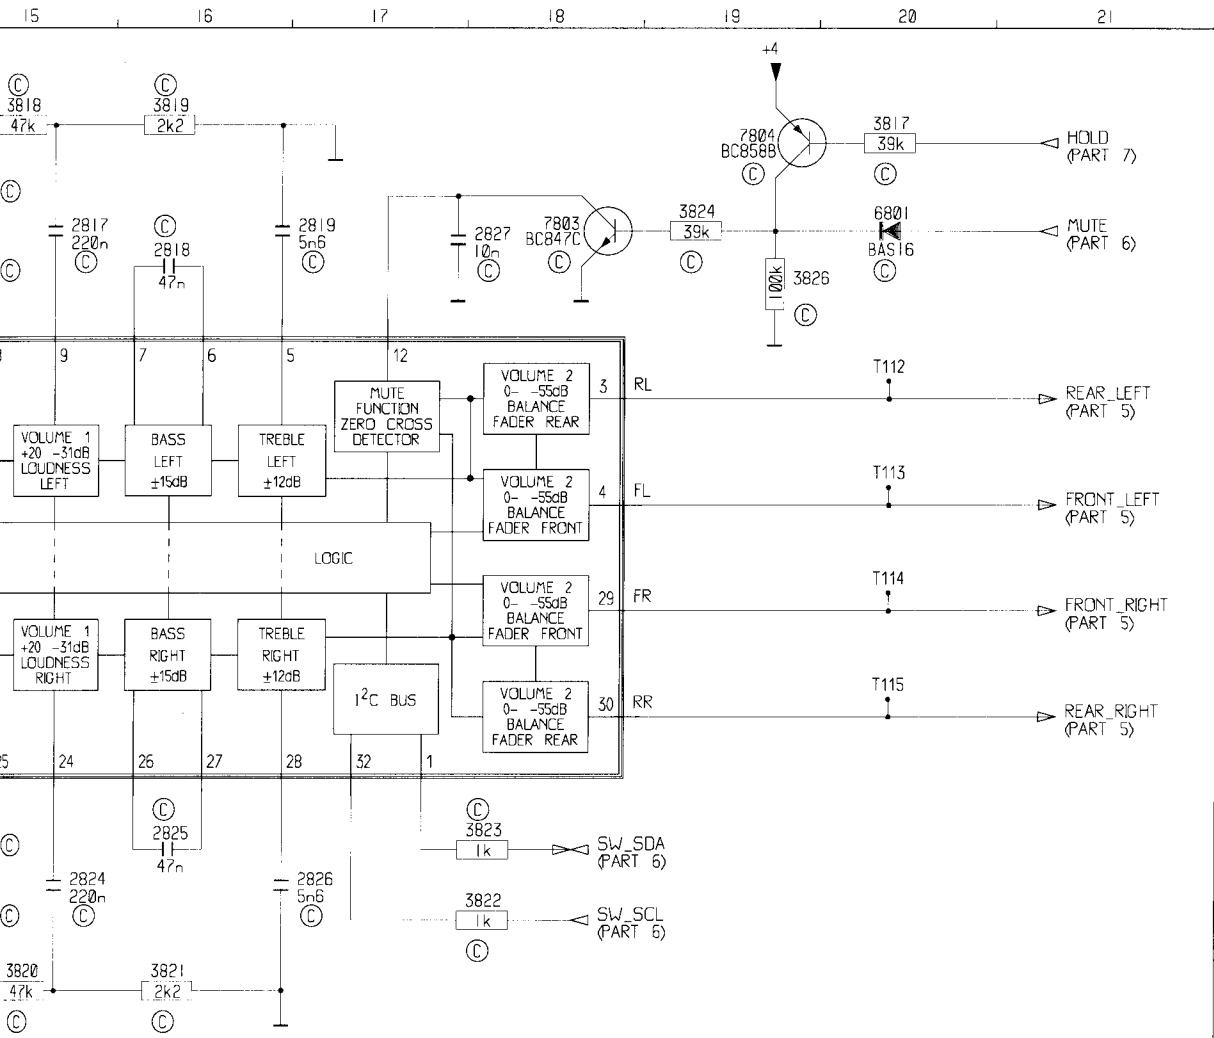 15 16 17 18 19 20 21
+4
C C
3818 3819
47k 2k2
7804
BC858B
C
3817
39k
C
HOLD
(PART 7)
C
2817
220n
C
C
2818
47n
2819
5n6
C
2827
10n
C
7803
BC847C
C
3824
39k
C
6801
BAS16
C
MUTE
(PART 6)
C
100k 3826
C
9 7 6 5 12
MUTE
FUNCTION
ZERO CROSS
DETECTOR
VOLUME 2
0- -55dB
BALANCE
FADER REAR
3 RL
T112
REAR_LEFT
(PART 5)
VOLUME 1
+20 -31dB
LOUDNESS
LEFT
BASS
LEFT
±15dB
TREBLE
LEFT
±12dB
VOLUME 2
0- -55dB
BALANCE
FADER FRONT
4 FL
T113
FRONT_LEFT
(PART 5)
LOGIC
VOLUME 2
0- -55dB
BALANCE
FADER FRONT
29 FR
T114
FRONT_RIGHT
(PART 5)
VOLUME 1
+20 -31dB
LOUDNESS
RIGHT
BASS
RIGHT
±15dB
TREBLE
RIGHT
±12dB
I²C BUS
VOLUME 2
0- -55dB
BALANCE
FADER REAR
30 RR
T115
REAR_RIGHT
(PART 5)
25 24 26 27 28 32 1
C
C
2825
47n
C
3823
1k
SW_SDA
(PART 6)
2824
220n
C
2826
5n6
C
C
3822
1k
C
SW_SCL
(PART 6)
3820 3821
47k 2k2
C C